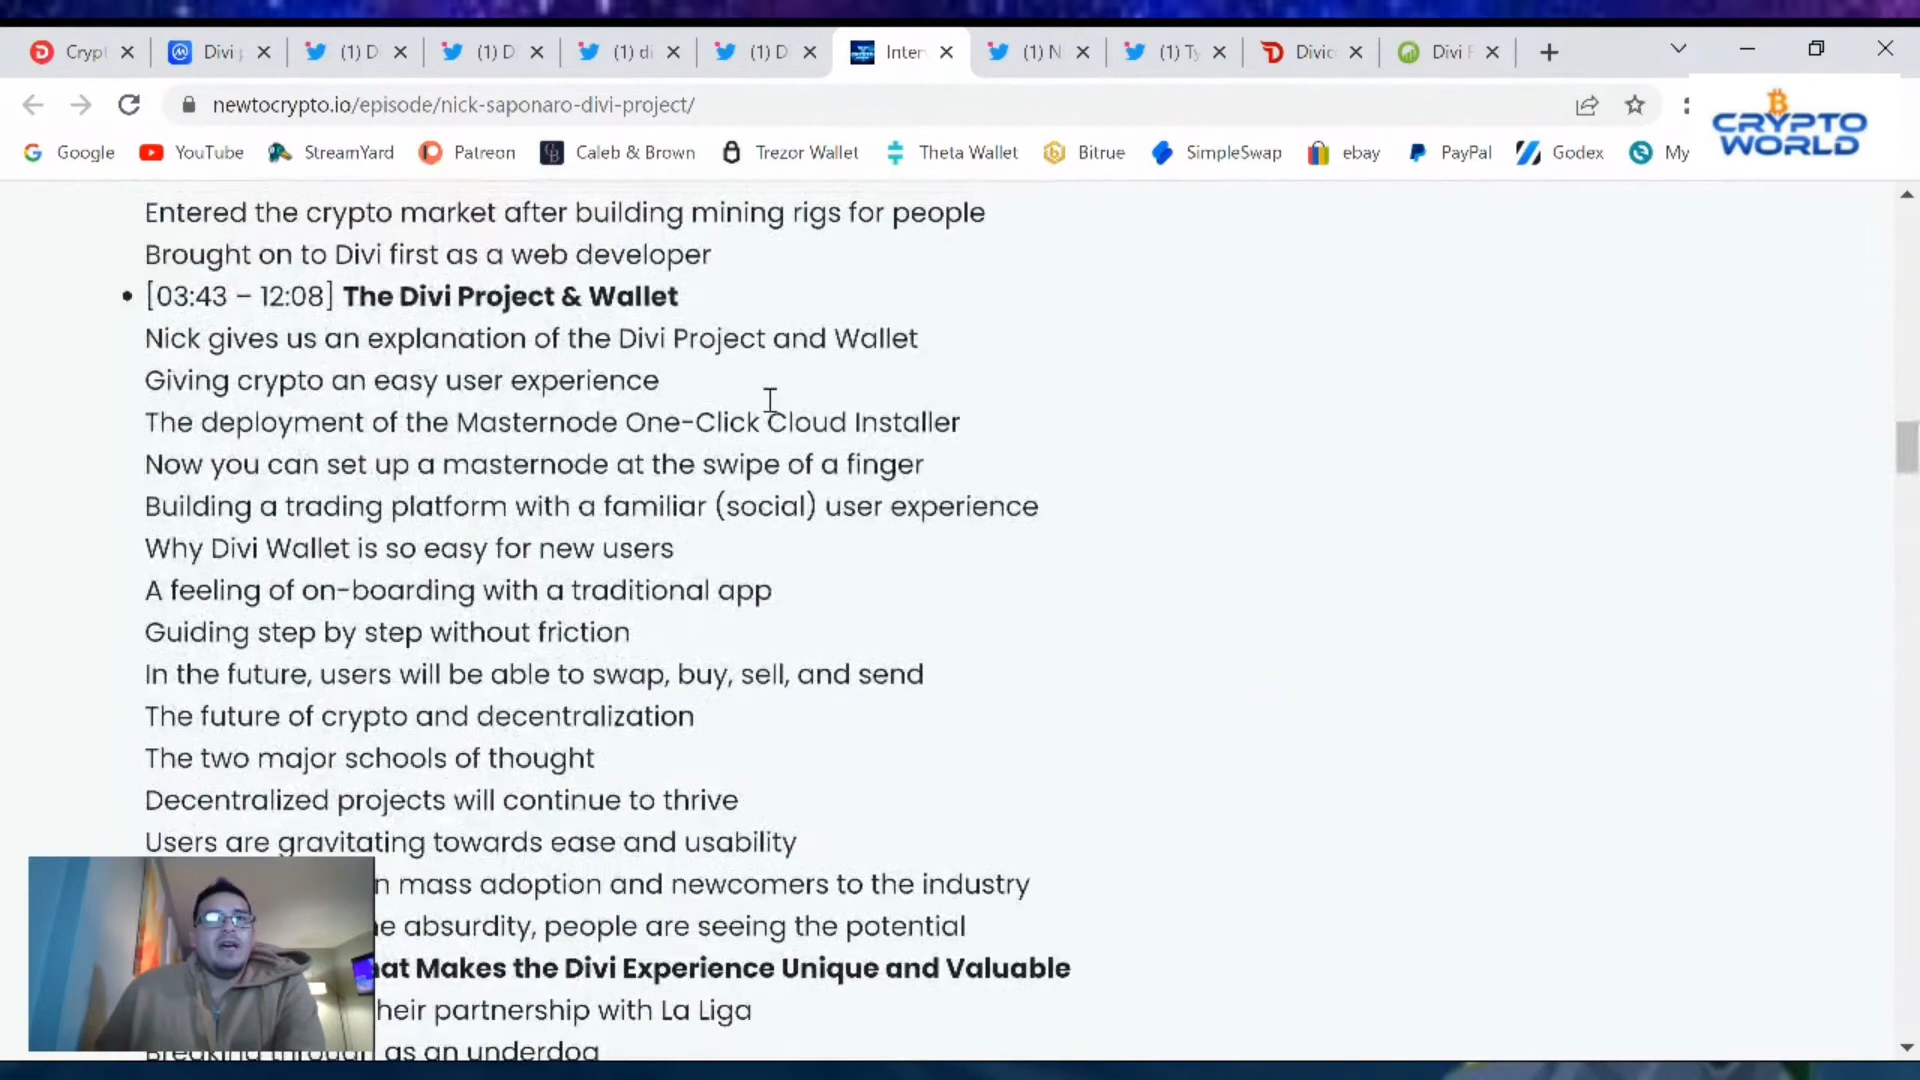 Crypt
Divi
(1) D
(1) D
(1) di
(1) D
Inter
(1) N
(1) Ty
Divic
Divi F
newtocrypto.io/episode/nick-saponaro-divi-project/
Google
YouTube
StreamYard
Patreon
Caleb & Brown
Trezor Wallet
Theta Wallet
Bitrue
SimpleSwap
ebay
PayPal
Godex
My
CRYPTO
WORLD
Entered the crypto market after building mining rigs for people
Brought on to Divi first as a web developer
• [03:43 – 12:08] The Divi Project & Wallet
Nick gives us an explanation of the Divi Project and Wallet
Giving crypto an easy user experience
The deployment of the Masternode One-Click Cloud Installer
Now you can set up a masternode at the swipe of a finger
Building a trading platform with a familiar (social) user experience
Why Divi Wallet is so easy for new users
A feeling of on-boarding with a traditional app
Guiding step by step without friction
In the future, users will be able to swap, buy, sell, and send
The future of crypto and decentralization
The two major schools of thought
Decentralized projects will continue to thrive
Users are gravitating towards ease and usability
n mass adoption and newcomers to the industry
e absurdity, people are seeing the potential
at Makes the Divi Experience Unique and Valuable
heir partnership with La Liga
Breaking through as an underdog